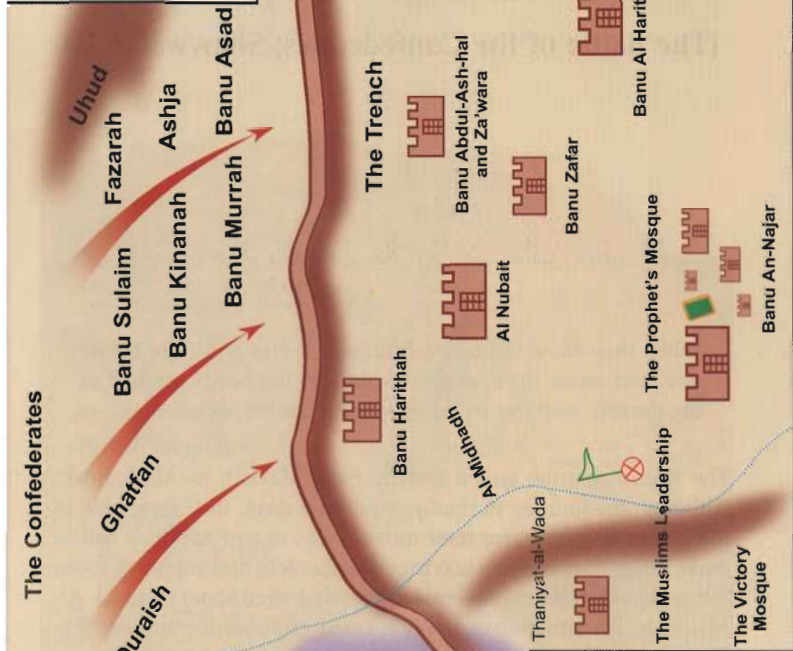 The Confederates
Uhud
Quraish
Ghatfan
Banu Sulaim
Fazarah
Banu Kinanah
Ashja
Banu Murrah
Banu Asad
The Trench
Banu Harithah
Al Nubait
Banu Abdul-Ash-hal
and Za'wara
Banu Zafar
Banu Al Harit
Al-Midhadh
Thaniyat-al-Wada
The Muslims Leadership
The Prophet's Mosque
The Victory
Mosque
Banu An-Najar